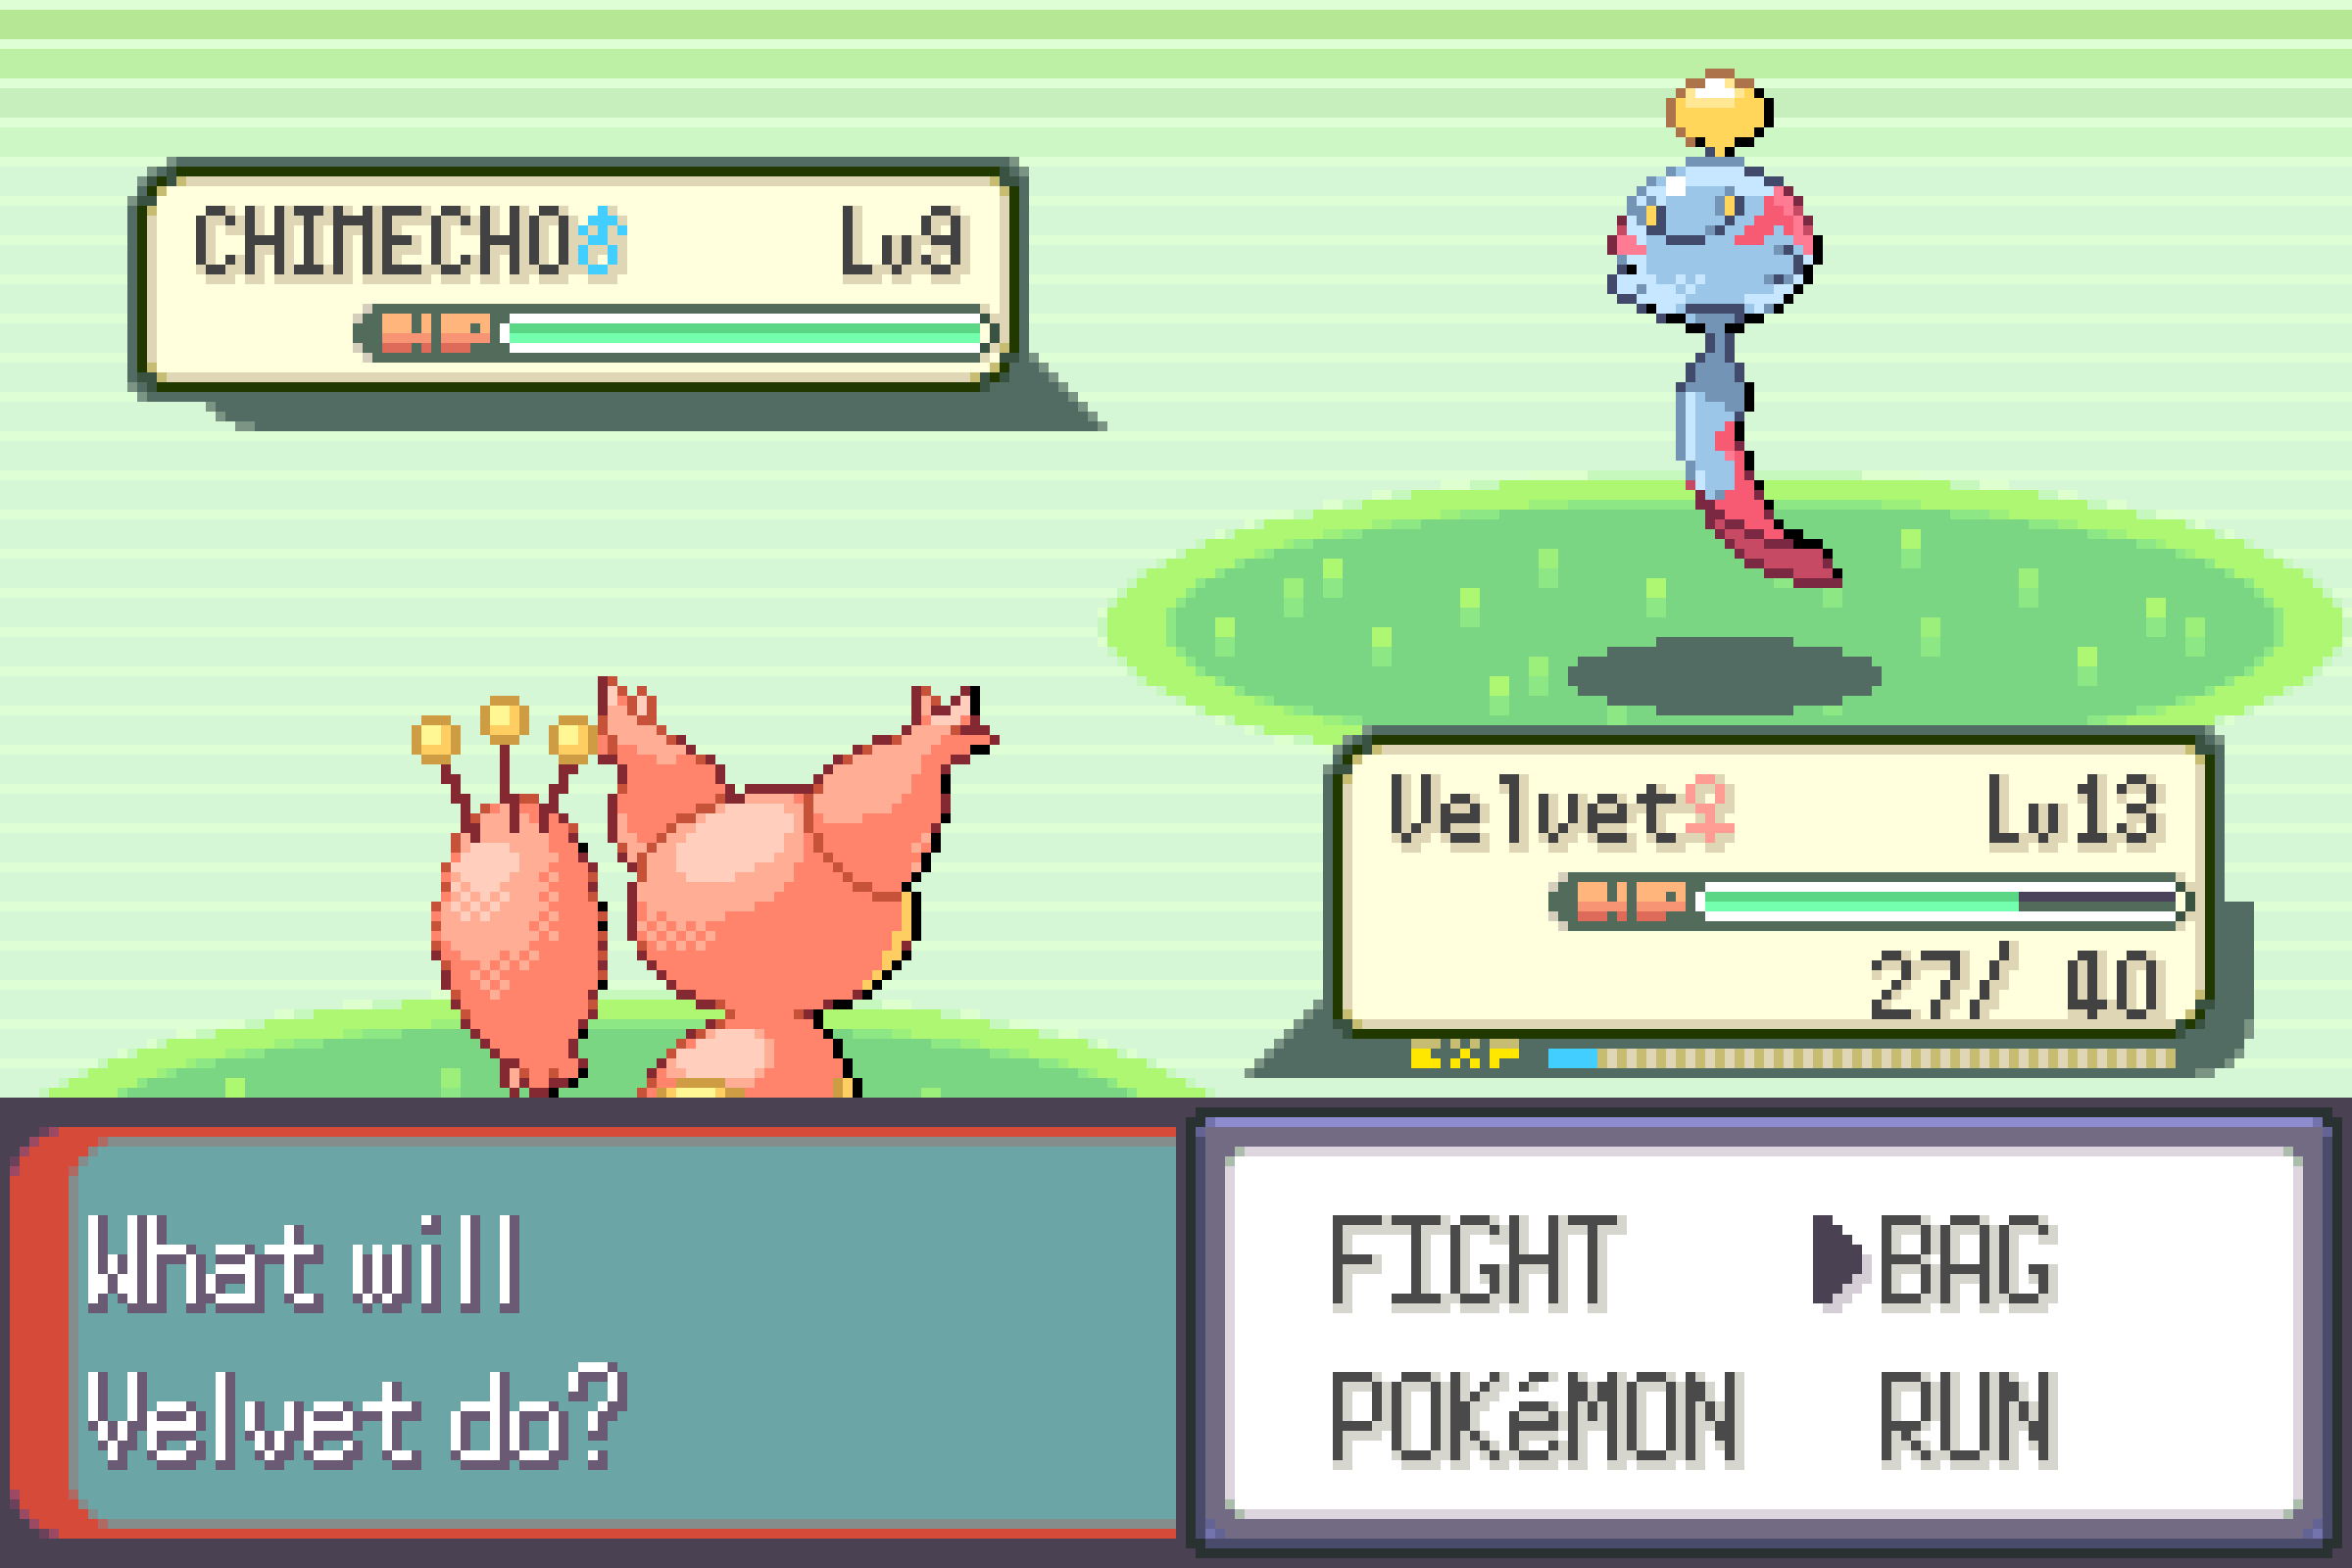 CHIMECHO♂ Lv9
HP
Velvet♀ Lv13
HP
27/ 40
EXP
What will
Velvet do?
FIGHT ▶BAG
POKéMON RUN